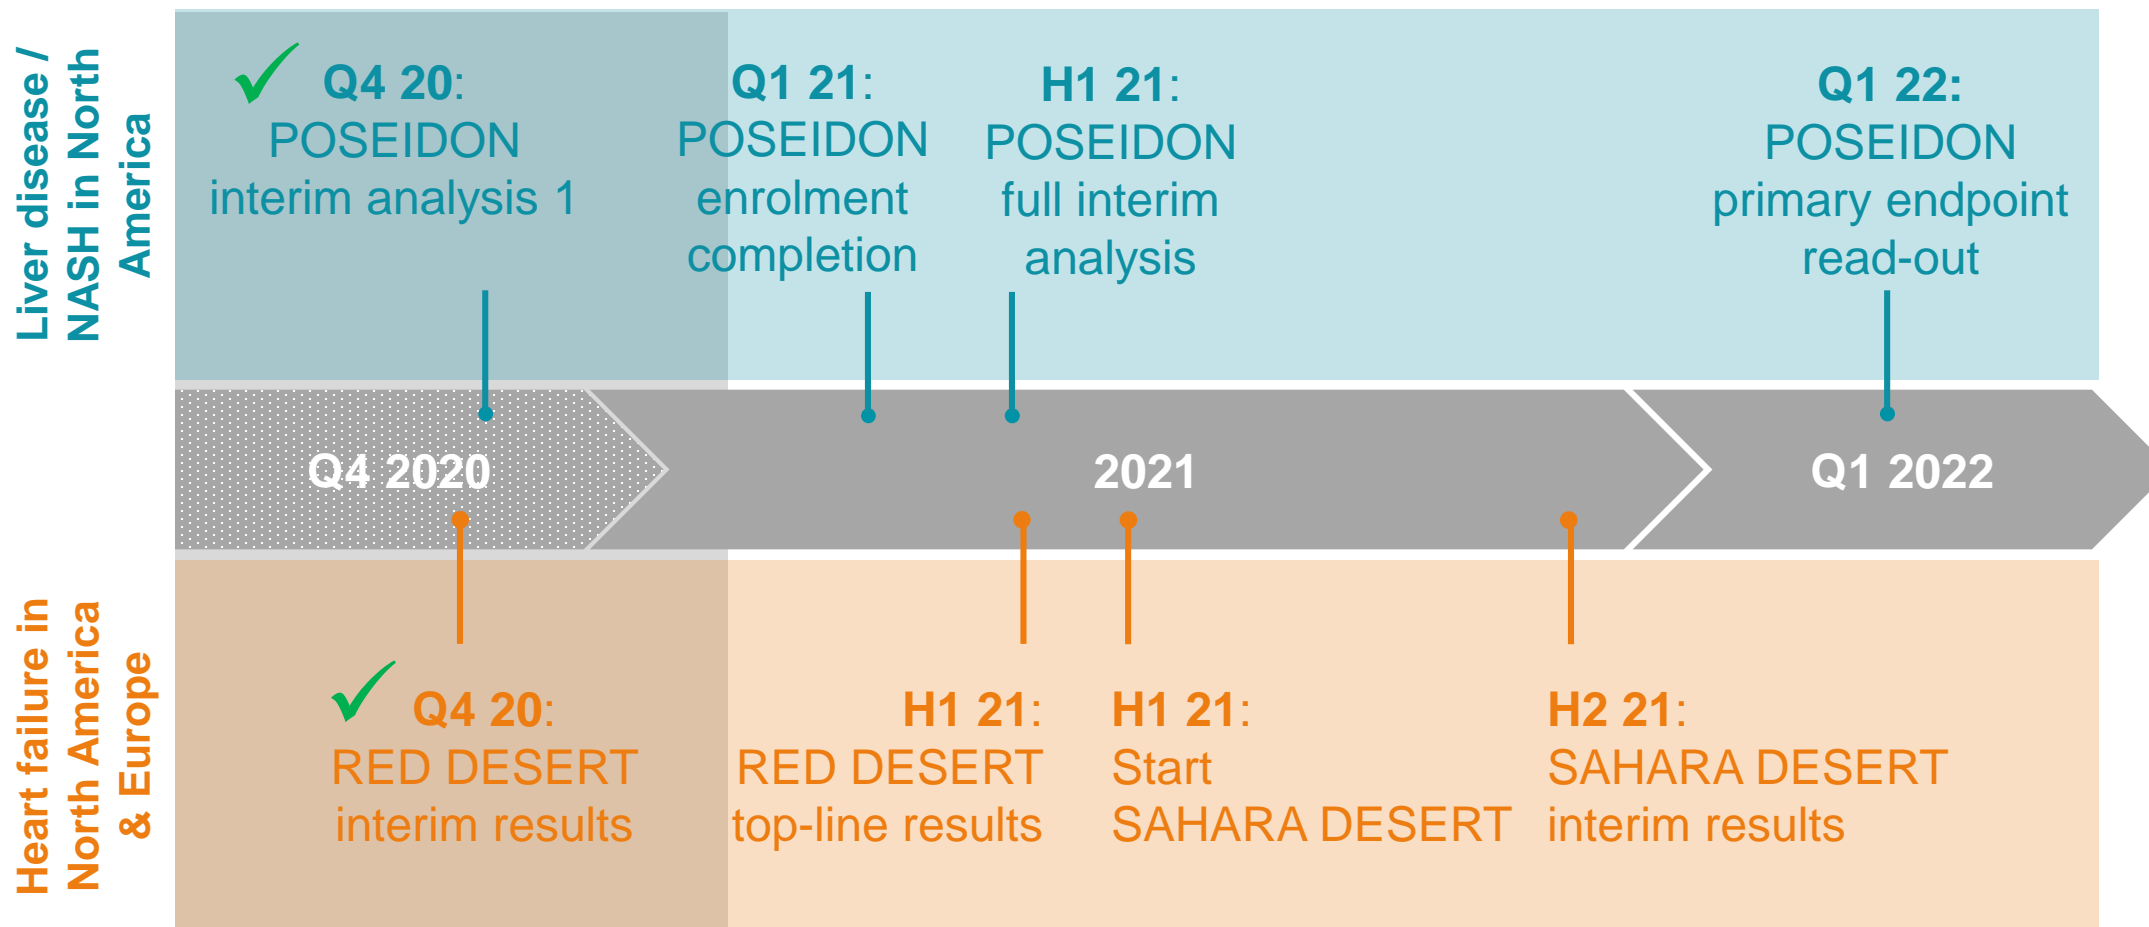 Liver disease /
NASH in North
America
Q4 20:
POSEIDON
interim analysis 1
Q1 21:
POSEIDON
enrolment
completion
H1 21:
POSEIDON
full interim
analysis
Q1 22:
POSEIDON
primary endpoint
read-out
Q4 2020
2021
Q1 2022
Heart failure in
North America
& Europe
Q4 20:
RED DESERT
interim results
H1 21:
RED DESERT
top-line results
H1 21:
Start
SAHARA DESERT
H2 21:
SAHARA DESERT
interim results